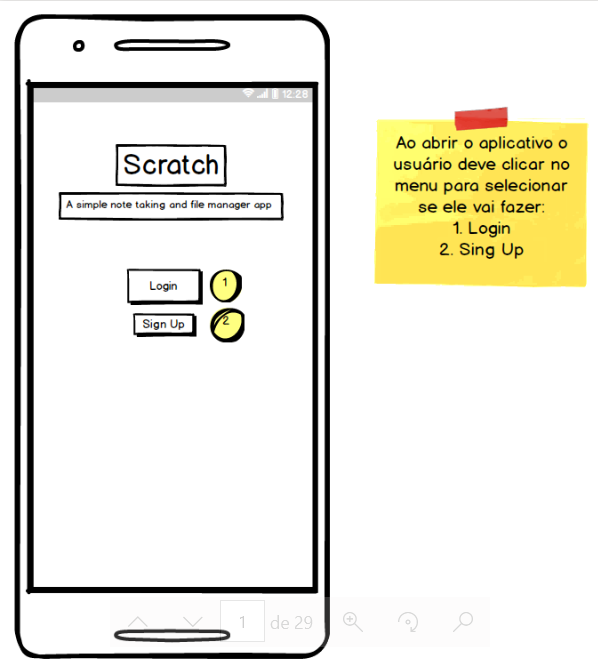 12:28
Scratch
A simple note taking and file manager app
Login
1
Sign Up
2
Ao abrir o aplicativo o
usuário deve clicar no
menu para selecionar
se ele vai fazer:
1. Login
2. Sing Up
1 de 29